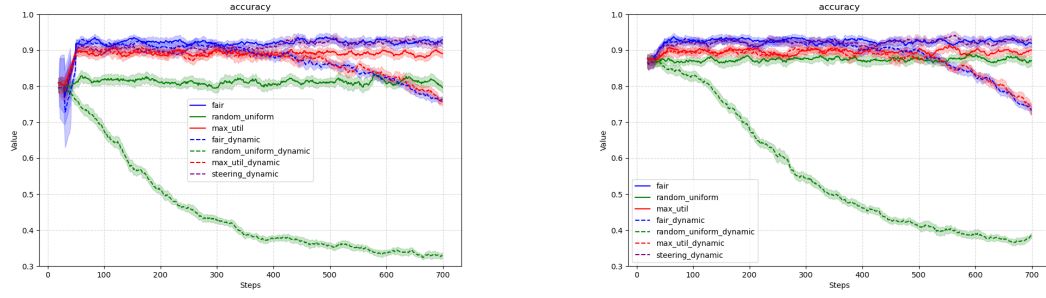 accuracy
1.0
0.9
0.8
0.7
0.6
0.5
0.4
0.3
Value
0
100
200
300
400
500
600
700
Steps
fair
random_uniform
max_util
fair_dynamic
random_uniform_dynamic
max_util_dynamic
steering_dynamic
accuracy
1.0
0.9
0.8
0.7
0.6
0.5
0.4
0.3
Value
0
100
200
300
400
500
600
700
Steps
fair
random_uniform
max_util
fair_dynamic
random_uniform_dynamic
max_util_dynamic
steering_dynamic